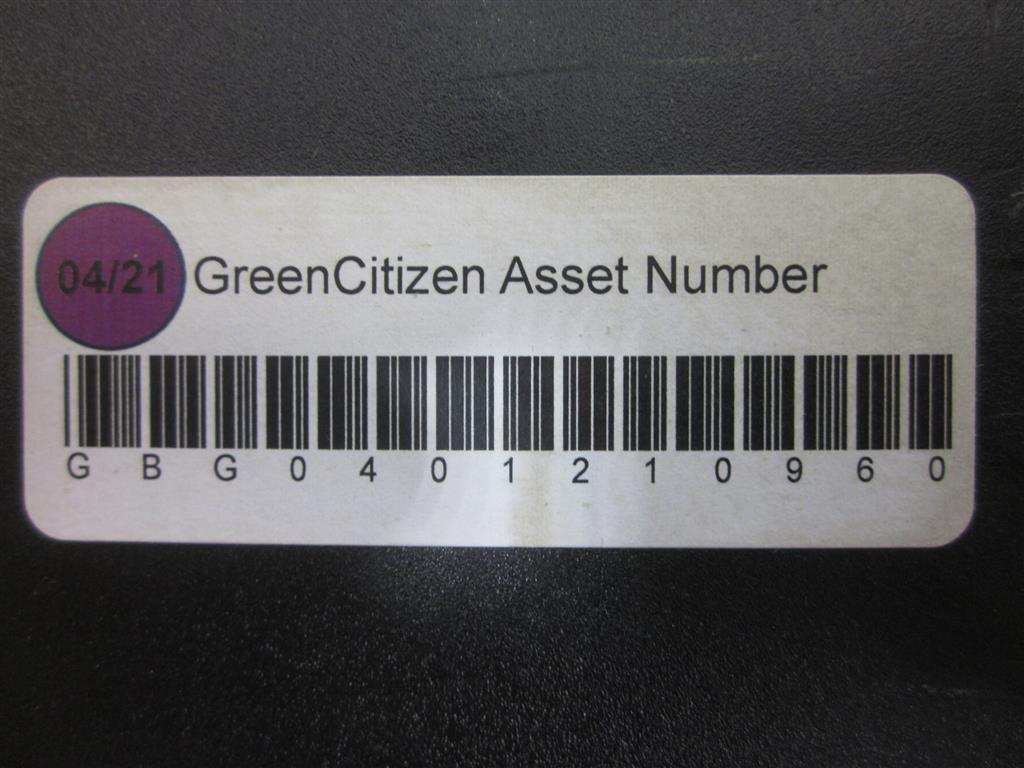 04/21 GreenCitizen Asset Number
G B G 0 4 0 1 2 1 0 9 6 0